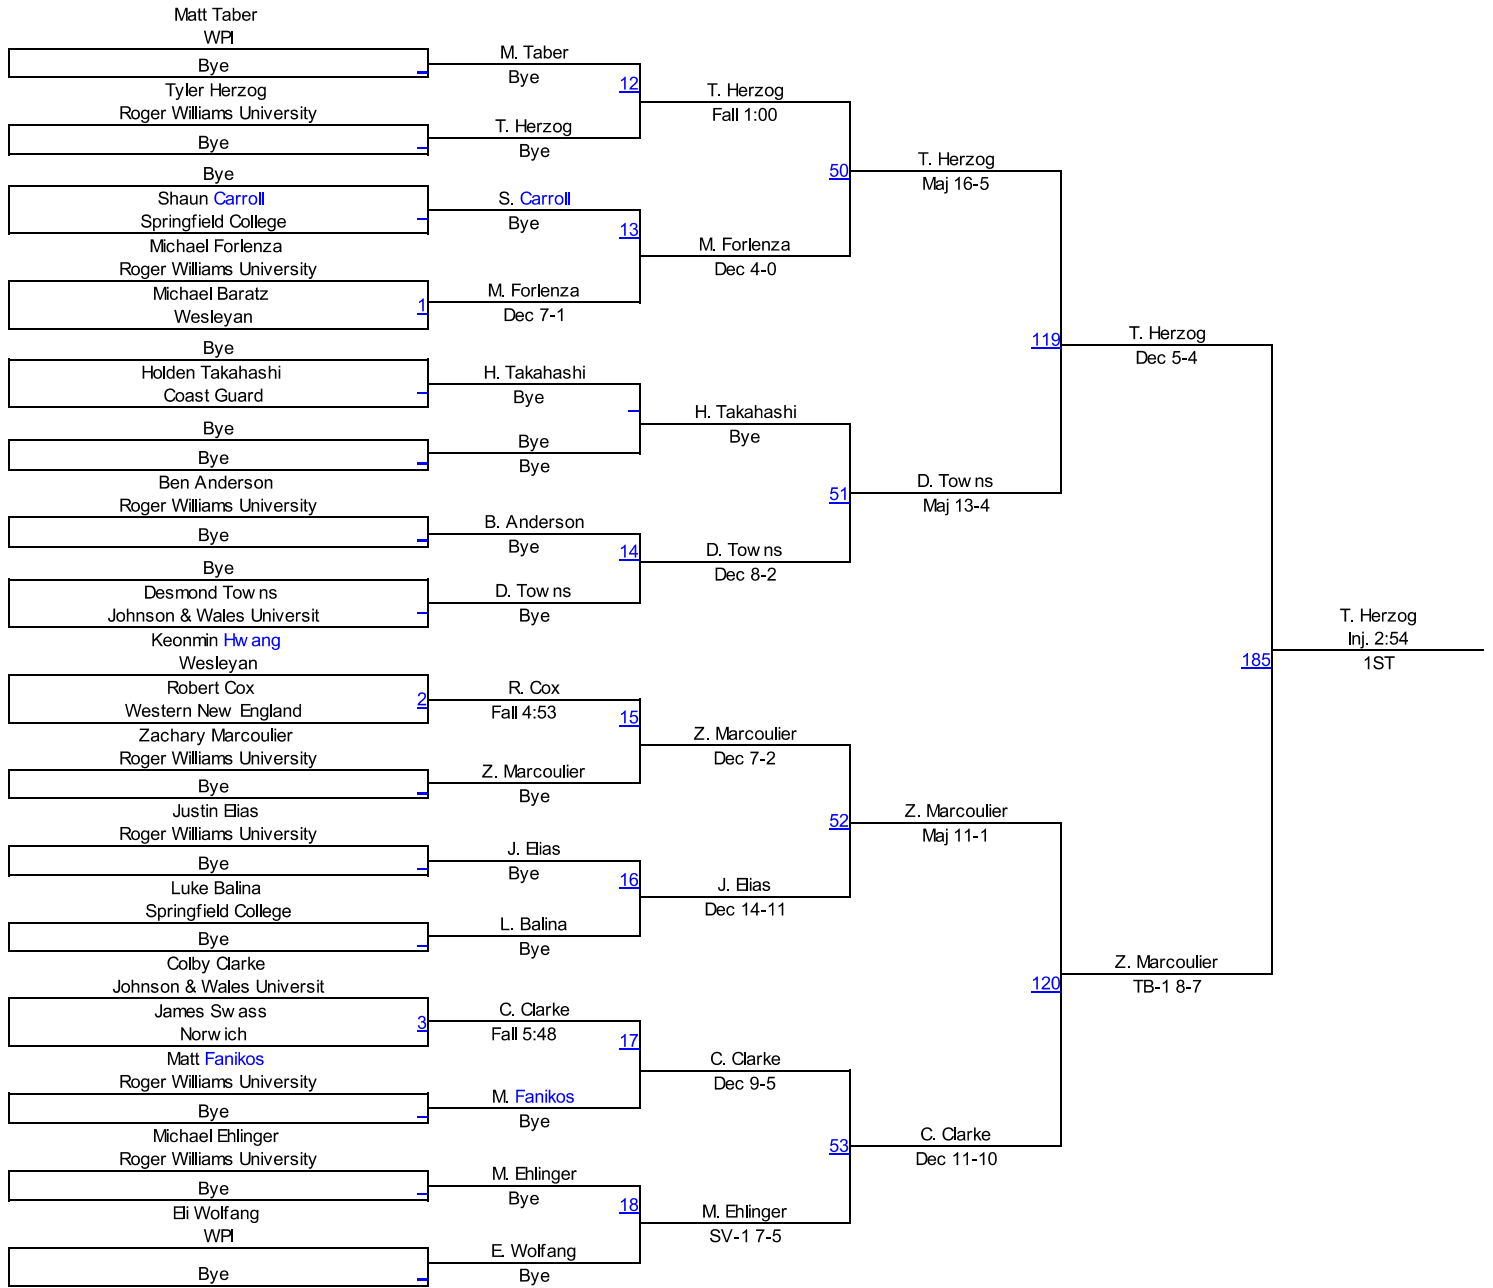 Matt Taber
WPI
Bye
Tyler Herzog
Roger Williams University
Bye
Bye
Shaun Carroll
Springfield College
Michael Forlenza
Roger Williams University
Michael Baratz
Wesleyan
1
Bye
Holden Takahashi
Coast Guard
Bye
Bye
Ben Anderson
Roger Williams University
Bye
Bye
Desmond Towns
Johnson & Wales Universit
Keonmin Hwang
Wesleyan
Robert Cox
Western New England
2
Zachary Marcoulier
Roger Williams University
Bye
Justin Elias
Roger Williams University
Bye
Luke Balina
Springfield College
Bye
Colby Clarke
Johnson & Wales Universit
James Swass
Norwich
3
Matt Fanikos
Roger Williams University
Bye
Michael Ehlinger
Roger Williams University
Bye
Eli Wolfang
WPI
Bye
M. Taber
Bye
12
T. Herzog
Bye
S. Carroll
Bye
13
M. Forlenza
Dec 7-1
H. Takahashi
Bye
Bye
Bye
B. Anderson
Bye
14
D. Towns
Bye
R. Cox
Fall 4:53
15
Z. Marcoulier
Bye
J. Elias
Bye
16
L. Balina
Bye
C. Clarke
Fall 5:48
17
M. Fanikos
Bye
M. Ehlinger
Bye
18
E. Wolfang
Bye
T. Herzog
Fall 1:00
50
M. Forlenza
Dec 4-0
H. Takahashi
Bye
51
D. Towns
Dec 8-2
Z. Marcoulier
Dec 7-2
52
J. Elias
Dec 14-11
C. Clarke
Dec 9-5
53
M. Ehlinger
SV-1 7-5
T. Herzog
Maj 16-5
119
D. Towns
Maj 13-4
Z. Marcoulier
Maj 11-1
120
C. Clarke
Dec 11-10
T. Herzog
Dec 5-4
185
Z. Marcoulier
TB-1 8-7
T. Herzog
Inj. 2:54
1ST